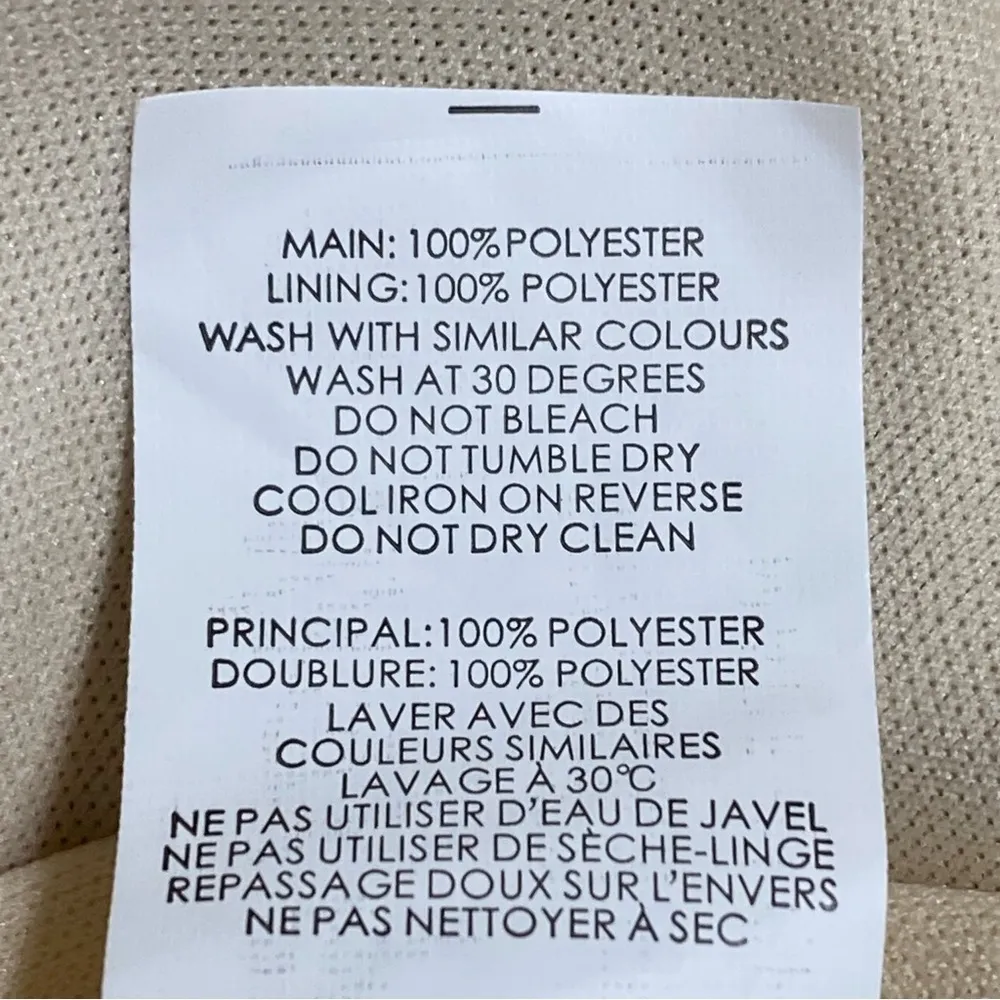 MAIN: 100% POLYESTER
LINING: 100% POLYESTER
WASH WITH SIMILAR COLOURS
WASH AT 30 DEGREES
DO NOT BLEACH
DO NOT TUMBLE DRY
COOL IRON ON REVERSE
DO NOT DRY CLEAN
PRINCIPAL: 100% POLYESTER
DOUBLURE: 100% POLYESTER
LAVER AVEC DES
COULEURS SIMILAIRES
LAVAGE À 30°C
NE PAS UTILISER D'EAU DE JAVEL
NE PAS UTILISER DE SÈCHE-LINGE
REPASSAGE DOUX SUR L'ENVERS
NE PAS NETTOYER À SEC